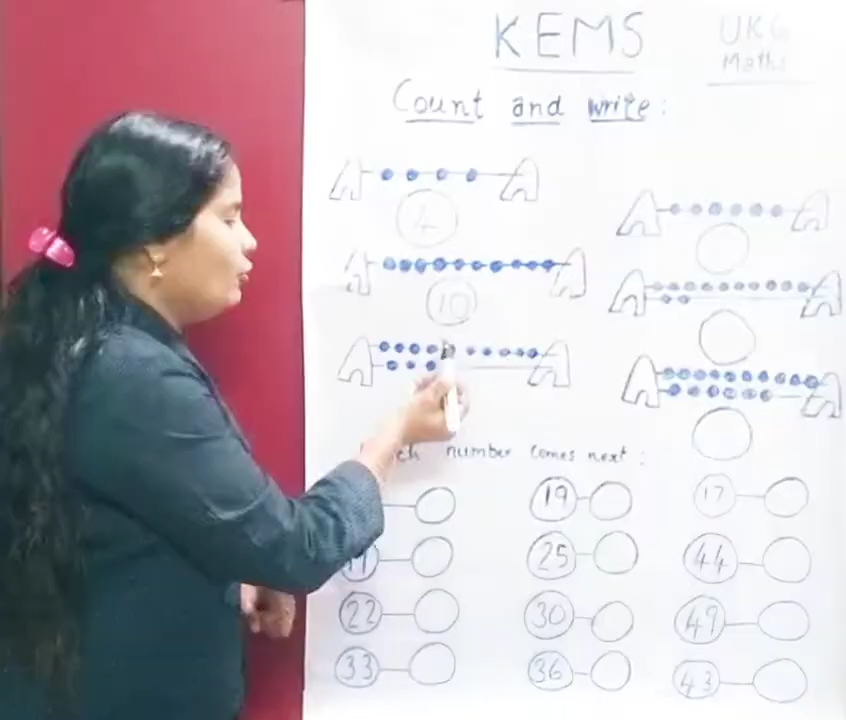 KEMS
UKG
Maths
Count and write:
4
10
number comes next:
19 17
25 44
22 30 49
33 36 43